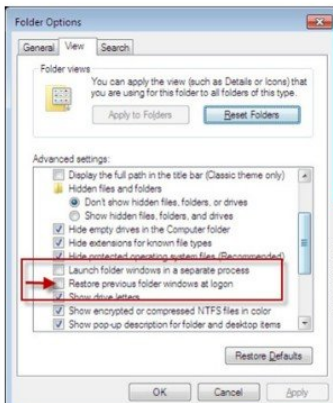 Folder Options
General View Search
Folder views
You can apply the view (such as Details or Icons) that
you are using for this folder to all folders of this type.
Apply to Folders Reset Folders
Advanced settings:
Display the full path in the title bar (Classic theme only)
Hidden files and folders
Don't show hidden files, folders, or drives
Show hidden files, folders, and drives
Hide empty drives in the Computer folder
Hide extensions for known file types
Hide protected operating system files (Recommended)
Launch folder windows in a separate process
Restore previous folder windows at logon
Show drive letters
Show encrypted or compressed NTFS files in color
Show pop-up description for folder and desktop items
Restore Defaults
OK Cancel Apply